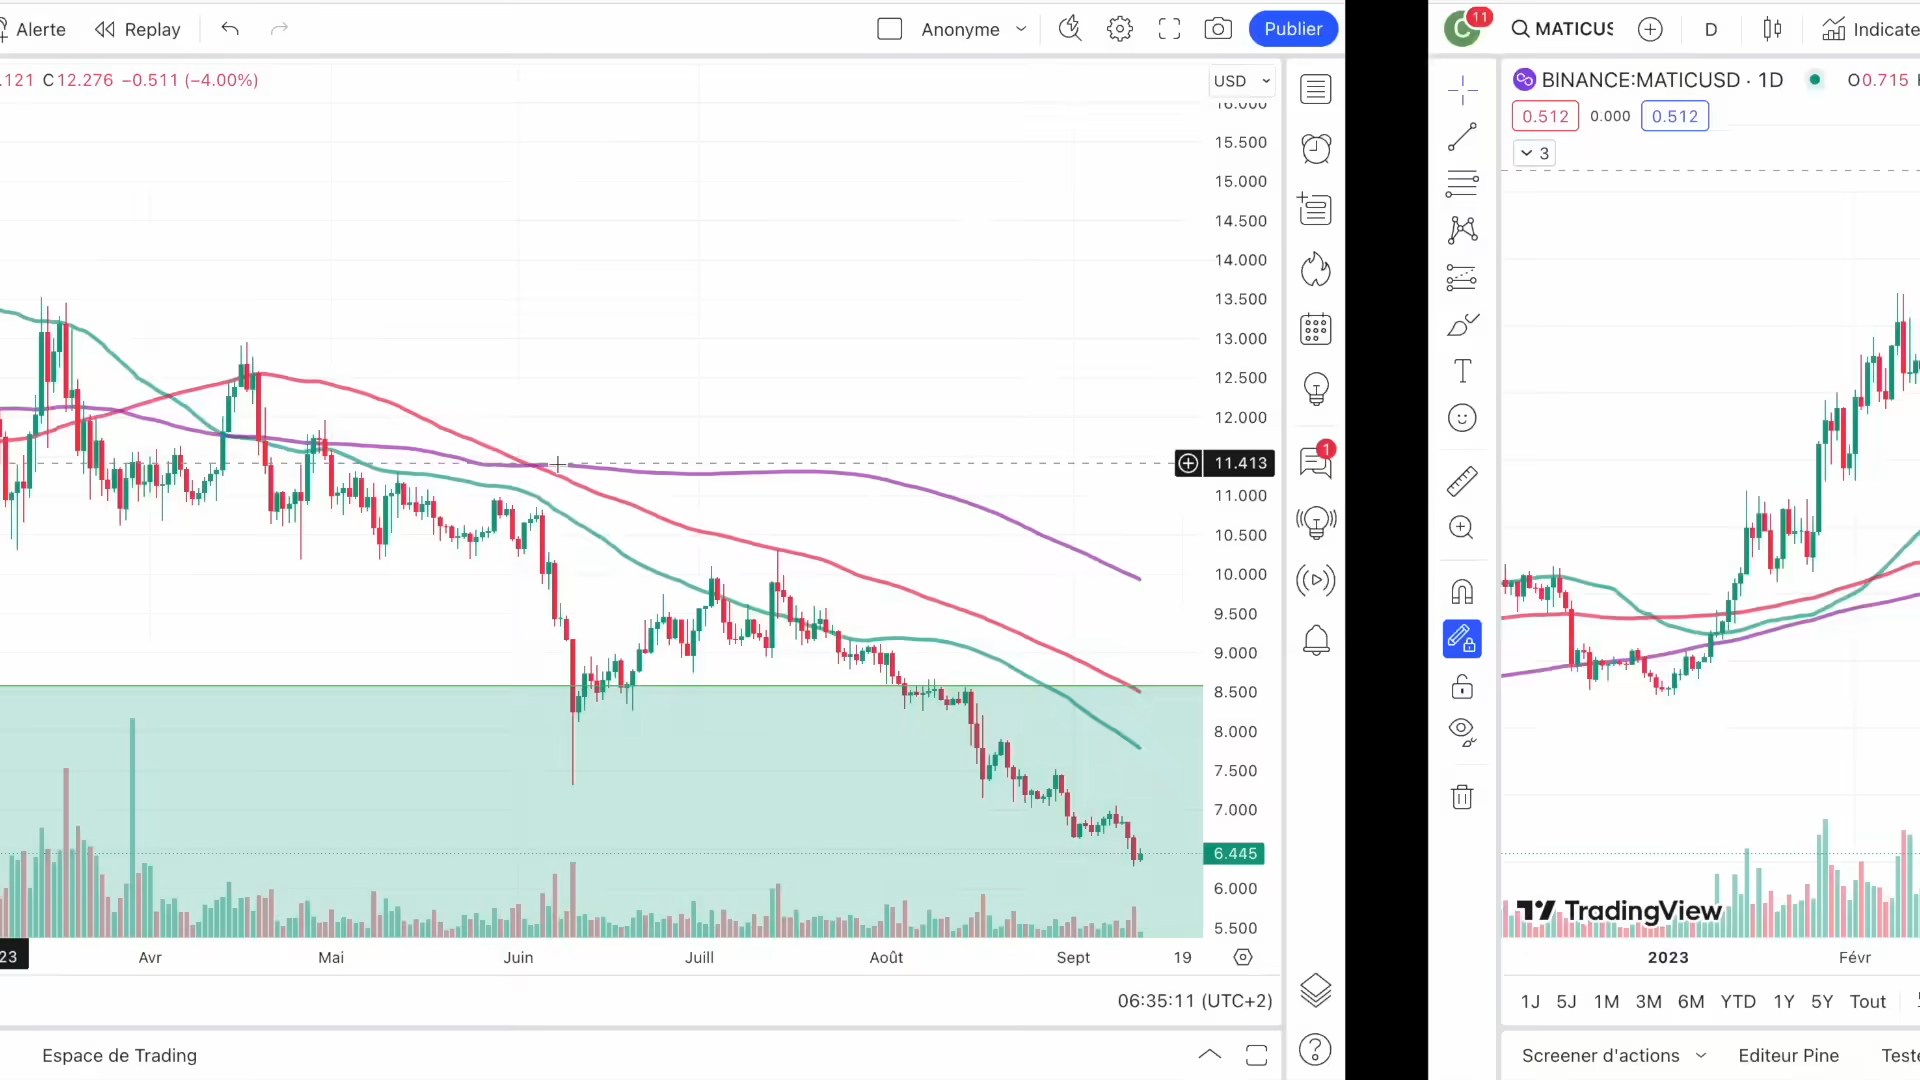 Alerte
Replay
Anonyme
Publier
.121 C12.276 −0.511 (−4.00%)
USD
16.000
15.500
15.000
14.500
14.000
13.500
13.000
12.500
12.000
11.413
11.000
10.500
10.000
9.500
9.000
8.500
8.000
7.500
7.000
6.445
6.000
5.500
23
Avr
Mai
Juin
Juill
Août
Sept
19
06:35:11 (UTC+2)
Espace de Trading
1
C
11
MATICUS
D
Indicate
BINANCE:MATICUSD · 1D
O0.715
0.512
0.000
0.512
3
T
TradingView
2023
Févr
1J 5J 1M 3M 6M YTD 1Y 5Y Tout
Screener d'actions
Editeur Pine
Teste